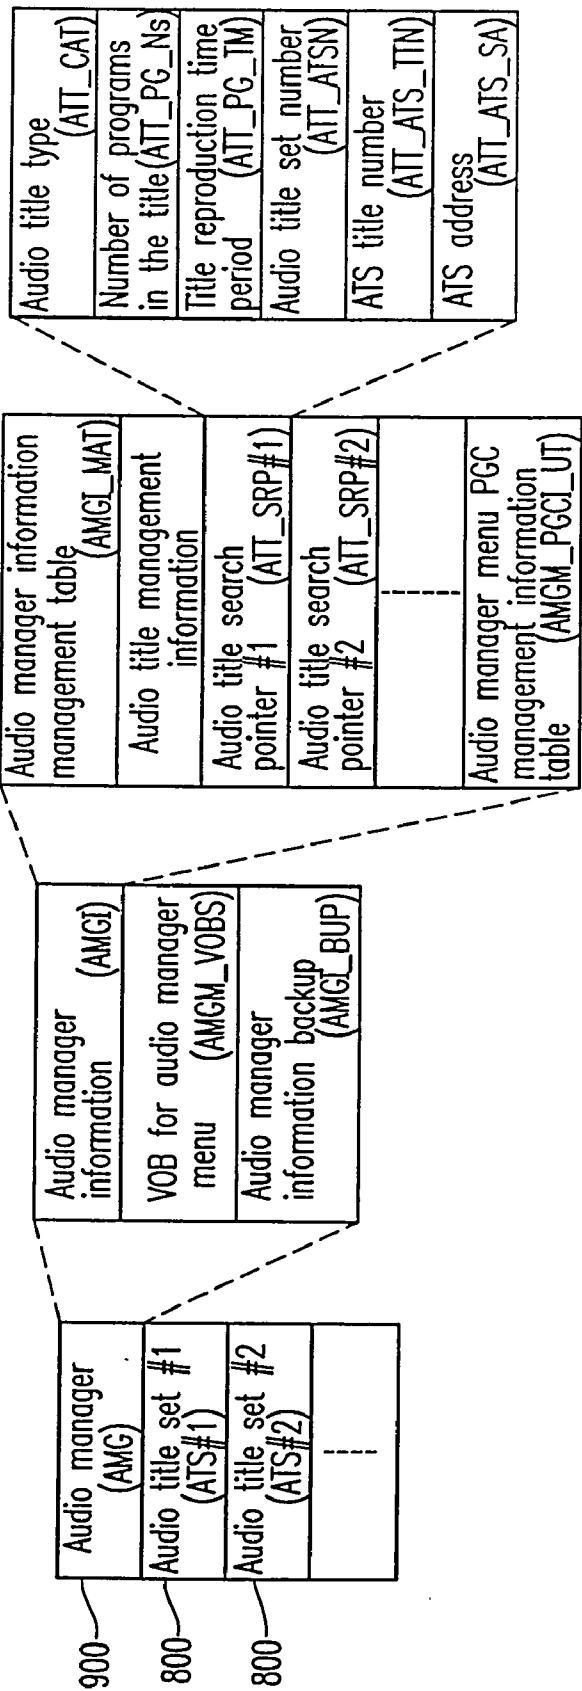 900
Audio manager
(AMG)
800
Audio title set #1
(ATS#1)
800
Audio title set #2
(ATS#2)
Audio manager
information (AMGI)
VOB for audio manager
menu (AMGM_VOBS)
Audio manager
information backup
(AMGI_BUP)
Audio manager information
management table
(AMGI_MAT)
Audio title management
information
Audio title search
pointer #1 (ATT_SRP#1)
Audio title search
pointer #2 (ATT_SRP#2)
Audio manager menu PGC
management information
table (AMGM_PGCI_UT)
Audio title type
(ATT_CAT)
Number of programs
in the title(ATT_PG_Ns)
Title reproduction time
period (ATT_PG_TM)
Audio title set number
(ATT_ATSN)
ATS title number
(ATT_ATS_TTN)
ATS address
(ATT_ATS_SA)